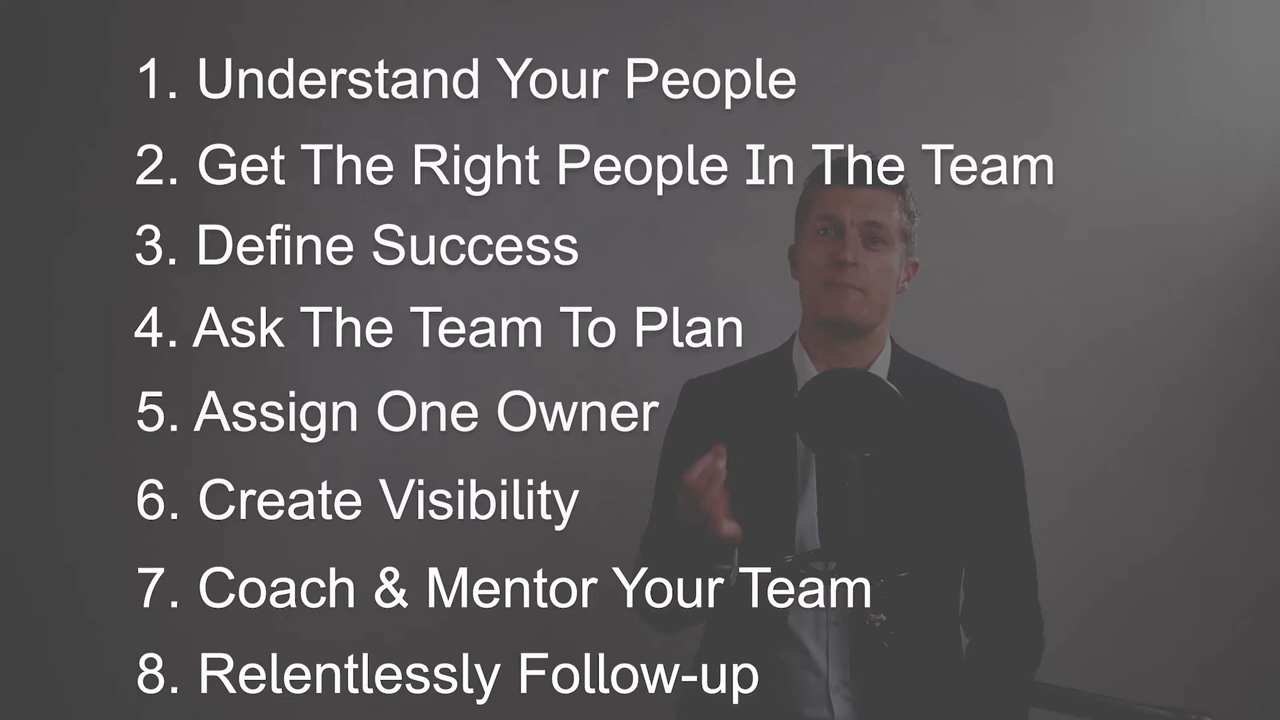 1. Understand Your People
2. Get The Right People In The Team
3. Define Success
4. Ask The Team To Plan
5. Assign One Owner
6. Create Visibility
7. Coach & Mentor Your Team
8. Relentlessly Follow-up